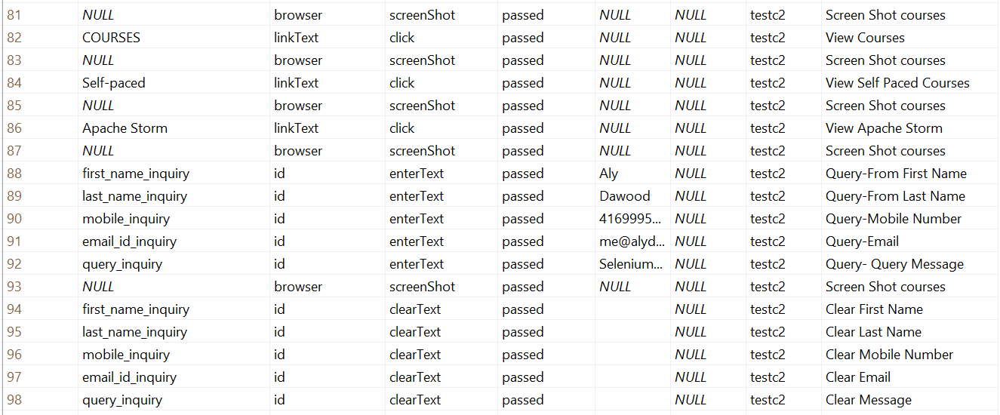 81 NULL browser screenShot passed NULL NULL testc2 Screen Shot courses
82 COURSES linkText click passed NULL NULL testc2 View Courses
83 NULL browser screenShot passed NULL NULL testc2 Screen Shot courses
84 Self-paced linkText click passed NULL NULL testc2 View Self Paced Courses
85 NULL browser screenShot passed NULL NULL testc2 Screen Shot courses
86 Apache Storm linkText click passed NULL NULL testc2 View Apache Storm
87 NULL browser screenShot passed NULL NULL testc2 Screen Shot courses
88 first_name_inquiry id enterText passed Aly NULL testc2 Query-From First Name
89 last_name_inquiry id enterText passed Dawood NULL testc2 Query-From Last Name
90 mobile_inquiry id enterText passed 4169995... NULL testc2 Query-Mobile Number
91 email_id_inquiry id enterText passed me@alyd... NULL testc2 Query-Email
92 query_inquiry id enterText passed Selenium... NULL testc2 Query- Query Message
93 NULL browser screenShot passed NULL NULL testc2 Screen Shot courses
94 first_name_inquiry id clearText passed NULL testc2 Clear First Name
95 last_name_inquiry id clearText passed NULL testc2 Clear Last Name
96 mobile_inquiry id clearText passed NULL testc2 Clear Mobile Number
97 email_id_inquiry id clearText passed NULL testc2 Clear Email
98 query_inquiry id clearText passed NULL testc2 Clear Message